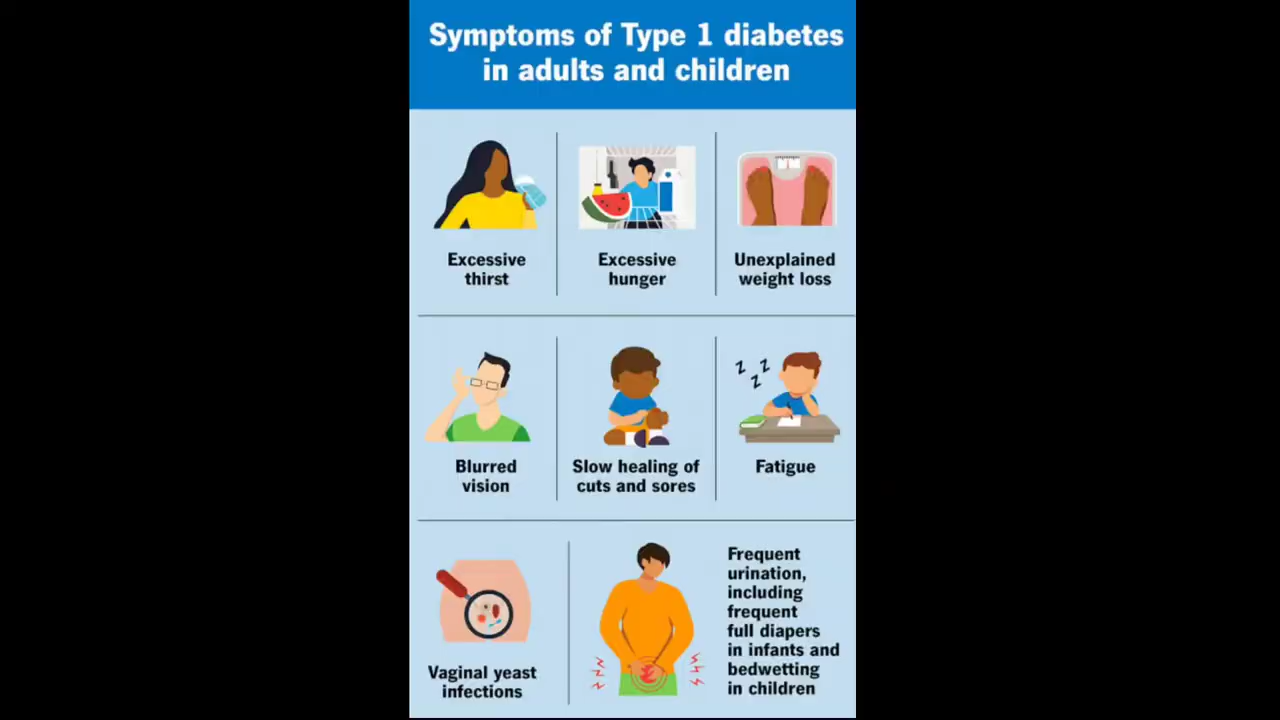 Symptoms of Type 1 diabetes
in adults and children
Excessive
thirst
Excessive
hunger
Unexplained
weight loss
Blurred
vision
Slow healing of
cuts and sores
Z
Z
Z
Fatigue
Vaginal yeast
infections
Frequent
urination,
including
frequent
full diapers
in infants and
bedwetting
in children